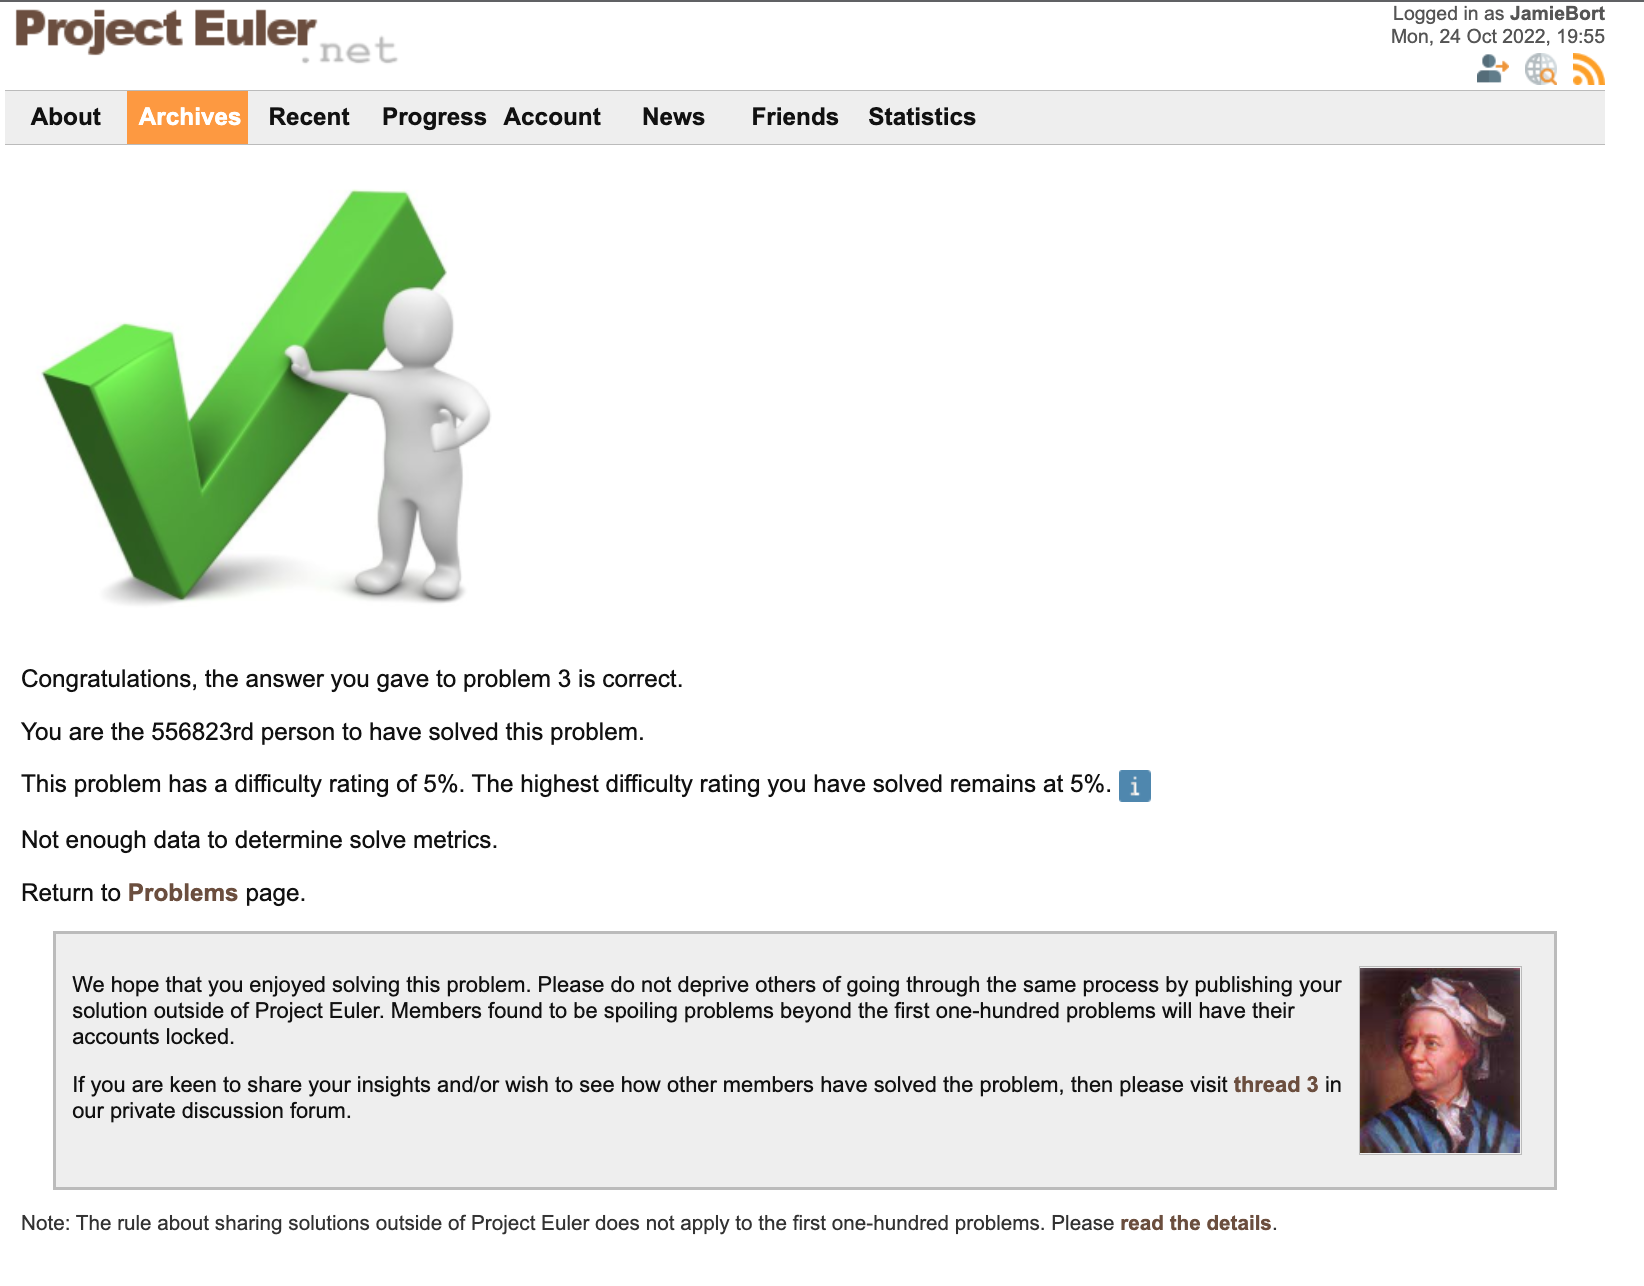 Project Euler.net
Logged in as JamieBort
Mon, 24 Oct 2022, 19:55
About Archives Recent Progress Account News Friends Statistics
Congratulations, the answer you gave to problem 3 is correct.
You are the 556823rd person to have solved this problem.
This problem has a difficulty rating of 5%. The highest difficulty rating you have solved remains at 5%. i
Not enough data to determine solve metrics.
Return to Problems page.
We hope that you enjoyed solving this problem. Please do not deprive others of going through the same process by publishing your
solution outside of Project Euler. Members found to be spoiling problems beyond the first one-hundred problems will have their
accounts locked.
If you are keen to share your insights and/or wish to see how other members have solved the problem, then please visit thread 3 in
our private discussion forum.
Note: The rule about sharing solutions outside of Project Euler does not apply to the first one-hundred problems. Please read the details.